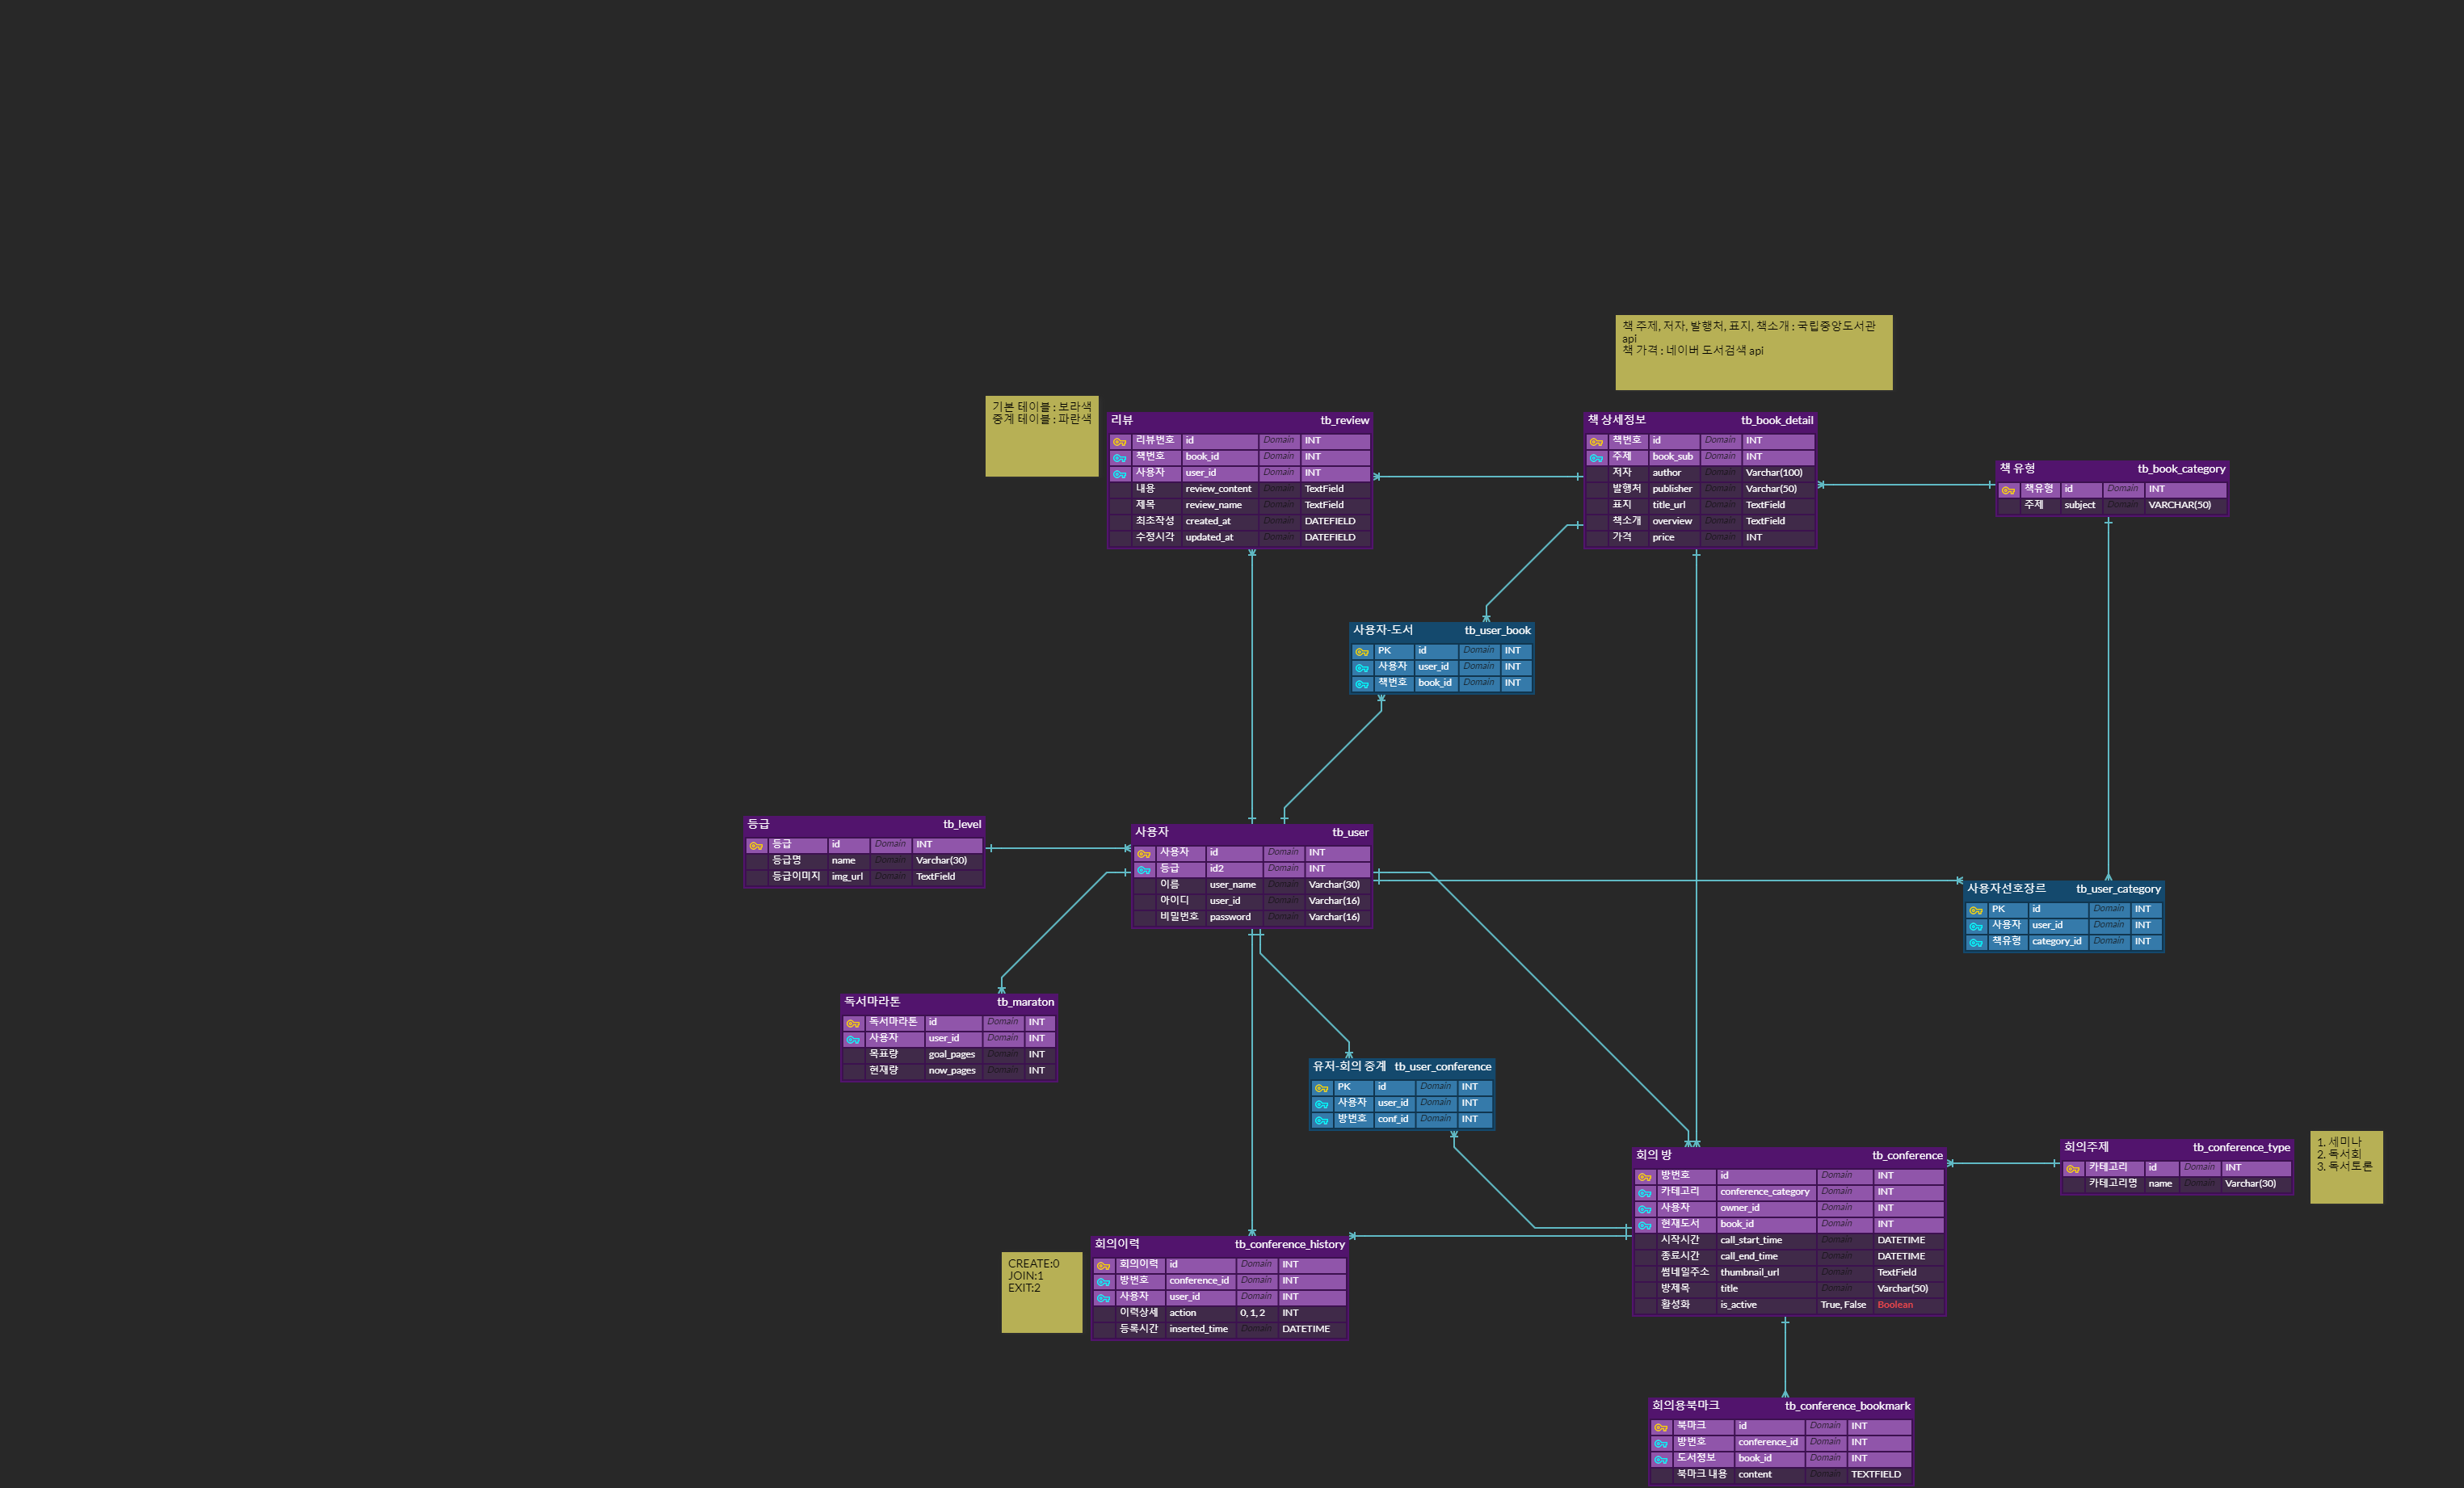 책 주제, 저자, 발행처, 표지, 책소개 : 국립중앙도서관
api
책 가격 : 네이버 도서검색 api
기본 테이블 : 보라색
중계 테이블 : 파란색
리뷰 tb_review
리뷰번호 id Domain INT
책번호 book_id Domain INT
사용자 user_id Domain INT
내용 review_content Domain TextField
제목 review_name Domain TextField
최초작성 created_at Domain DATEFIELD
수정시각 updated_at Domain DATEFIELD
책 상세정보 tb_book_detail
책번호 id Domain INT
주제 book_sub Domain INT
저자 author Domain Varchar(100)
발행처 publisher Domain Varchar(50)
표지 title_url Domain TextField
책소개 overview Domain TextField
가격 price Domain INT
책 유형 tb_book_category
책유형 id Domain INT
주제 subject Domain VARCHAR(50)
사용자-도서 tb_user_book
PK id Domain INT
사용자 user_id Domain INT
책번호 book_id Domain INT
등급 tb_level
등급 id Domain INT
등급명 name Domain Varchar(30)
등급이미지 img_url Domain TextField
사용자 tb_user
사용자 id Domain INT
등급 id2 Domain INT
이름 user_name Domain Varchar(30)
아이디 user_id Domain Varchar(16)
비밀번호 password Domain Varchar(16)
사용자선호장르 tb_user_category
PK id Domain INT
사용자 user_id Domain INT
책유형 category_id Domain INT
독서마라톤 tb_maraton
독서마라톤 id Domain INT
사용자 user_id Domain INT
목표량 goal_pages Domain INT
현재량 now_pages Domain INT
유저-회의 중계 tb_user_conference
PK id Domain INT
사용자 user_id Domain INT
방번호 conf_id Domain INT
회의 방 tb_conference
방번호 id Domain INT
카테고리 conference_category Domain INT
사용자 owner_id Domain INT
현재도서 book_id Domain INT
시작시간 call_start_time Domain DATETIME
종료시간 call_end_time Domain DATETIME
썸네일주소 thumbnail_url Domain TextField
방제목 title Domain Varchar(50)
활성화 is_active True, False Boolean
회의주제 tb_conference_type
카테고리 id Domain INT
카테고리명 name Domain Varchar(30)
1. 세미나
2. 독서회
3. 독서토론
CREATE:0
JOIN:1
EXIT:2
회의이력 tb_conference_history
회의이력 id Domain INT
방번호 conference_id Domain INT
사용자 user_id Domain INT
이력상세 action 0, 1, 2 INT
등록시간 inserted_time Domain DATETIME
회의용북마크 tb_conference_bookmark
북마크 id Domain INT
방번호 conference_id Domain INT
도서정보 book_id Domain INT
북마크 내용 content Domain TEXTFIELD